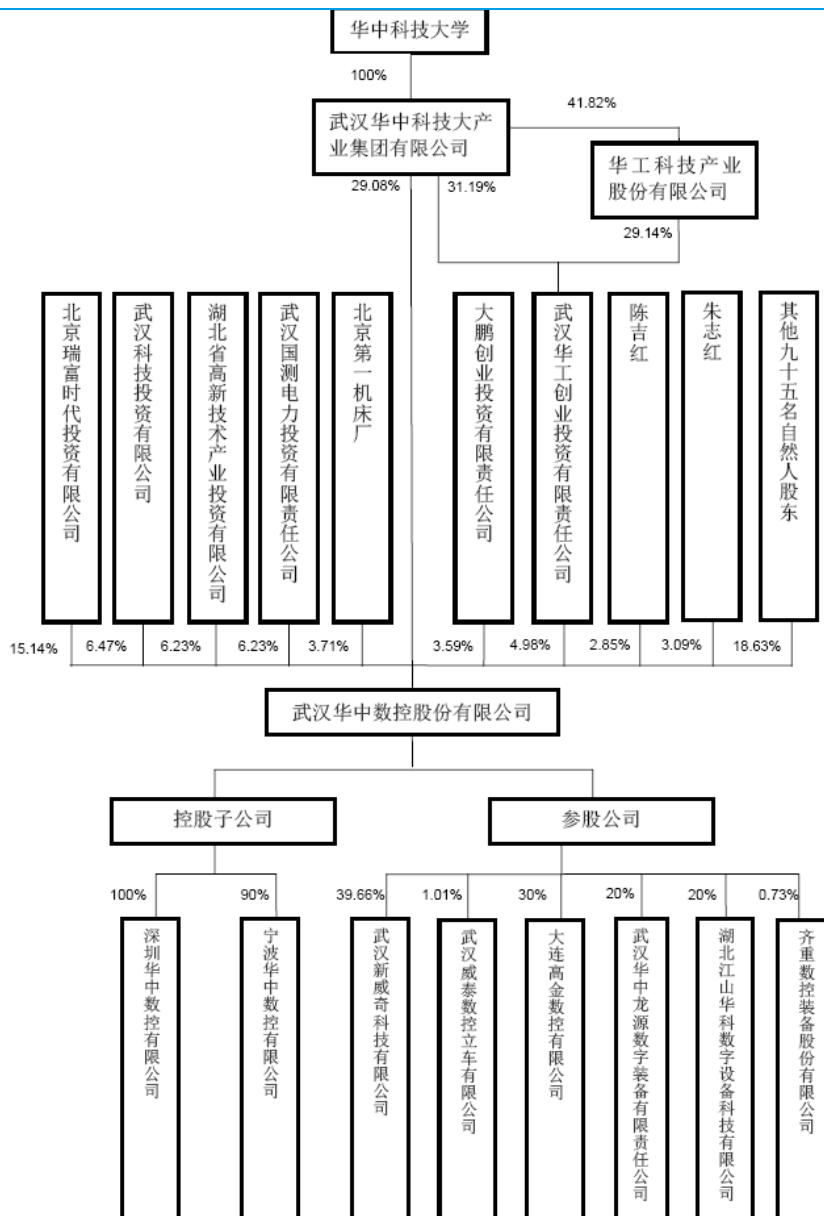 华中科技大学
100%
武汉华中科技大产
业集团有限公司
41.82%
华工科技产业
股份有限公司
29.08%
31.19%
29.14%
北京瑞富时代投资有限公司
武汉科技投资有限公司
湖北省高新技术产业投资有限公司
武汉国测电力投资有限责任公司
北京第一机床厂
大鹏创业投资有限责任公司
武汉华工创业投资有限责任公司
陈吉红
朱志红
其他九十五名自然人股东
15.14%
6.47%
6.23%
6.23%
3.71%
3.59%
4.98%
2.85%
3.09%
18.63%
武汉华中数控股份有限公司
控股子公司
参股公司
100%
90%
39.66%
1.01%
30%
20%
20%
0.73%
深圳华中数控有限公司
宁波华中数控有限公司
武汉新威奇科技有限公司
武汉威泰数控立车有限公司
大连高金数控有限公司
武汉华中龙源数字装备有限责任公司
湖北江山华科数字设备科技有限公司
齐重数控装备股份有限公司